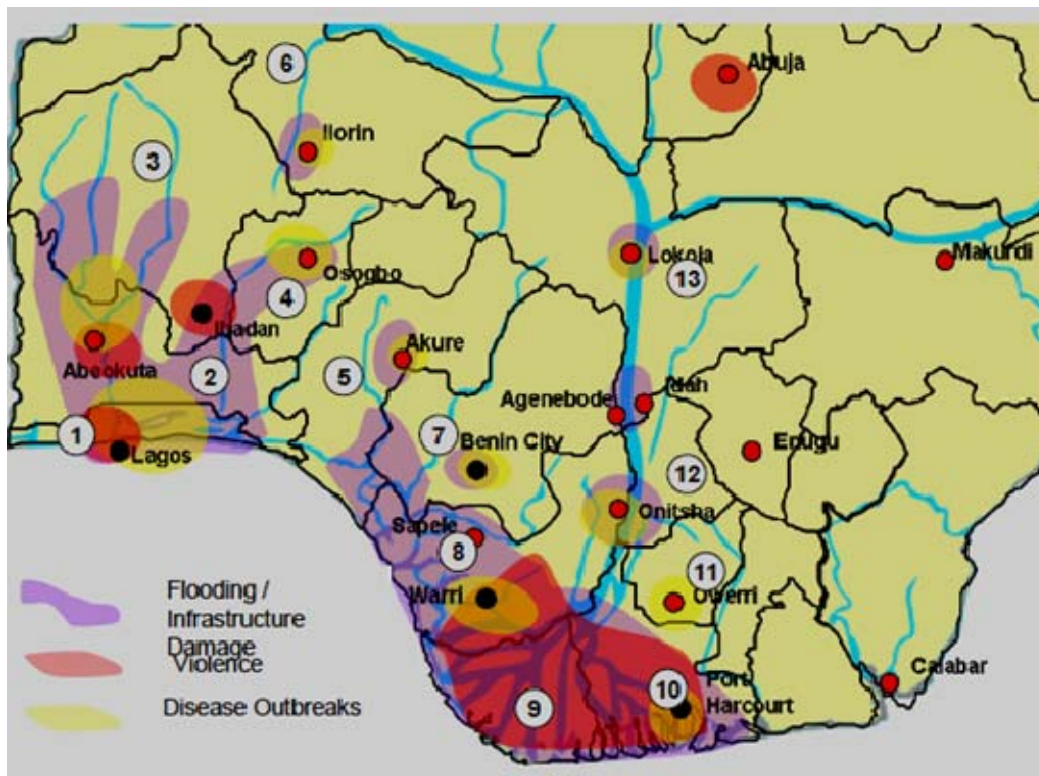 Abuja
6
Ilorin
3
Lokoja
Makurdi
13
Osogbo
4
Ibadan
Abeokuta
2
5
Akure
Agenebode
Idah
1
Lagos
7
Benin City
Enugu
12
Onitsha
Sapele
8
11
Owerri
Warri
9
10
Port
Harcourt
Calabar
Flooding /
Infrastructure
Damage
Violence
Disease Outbreaks